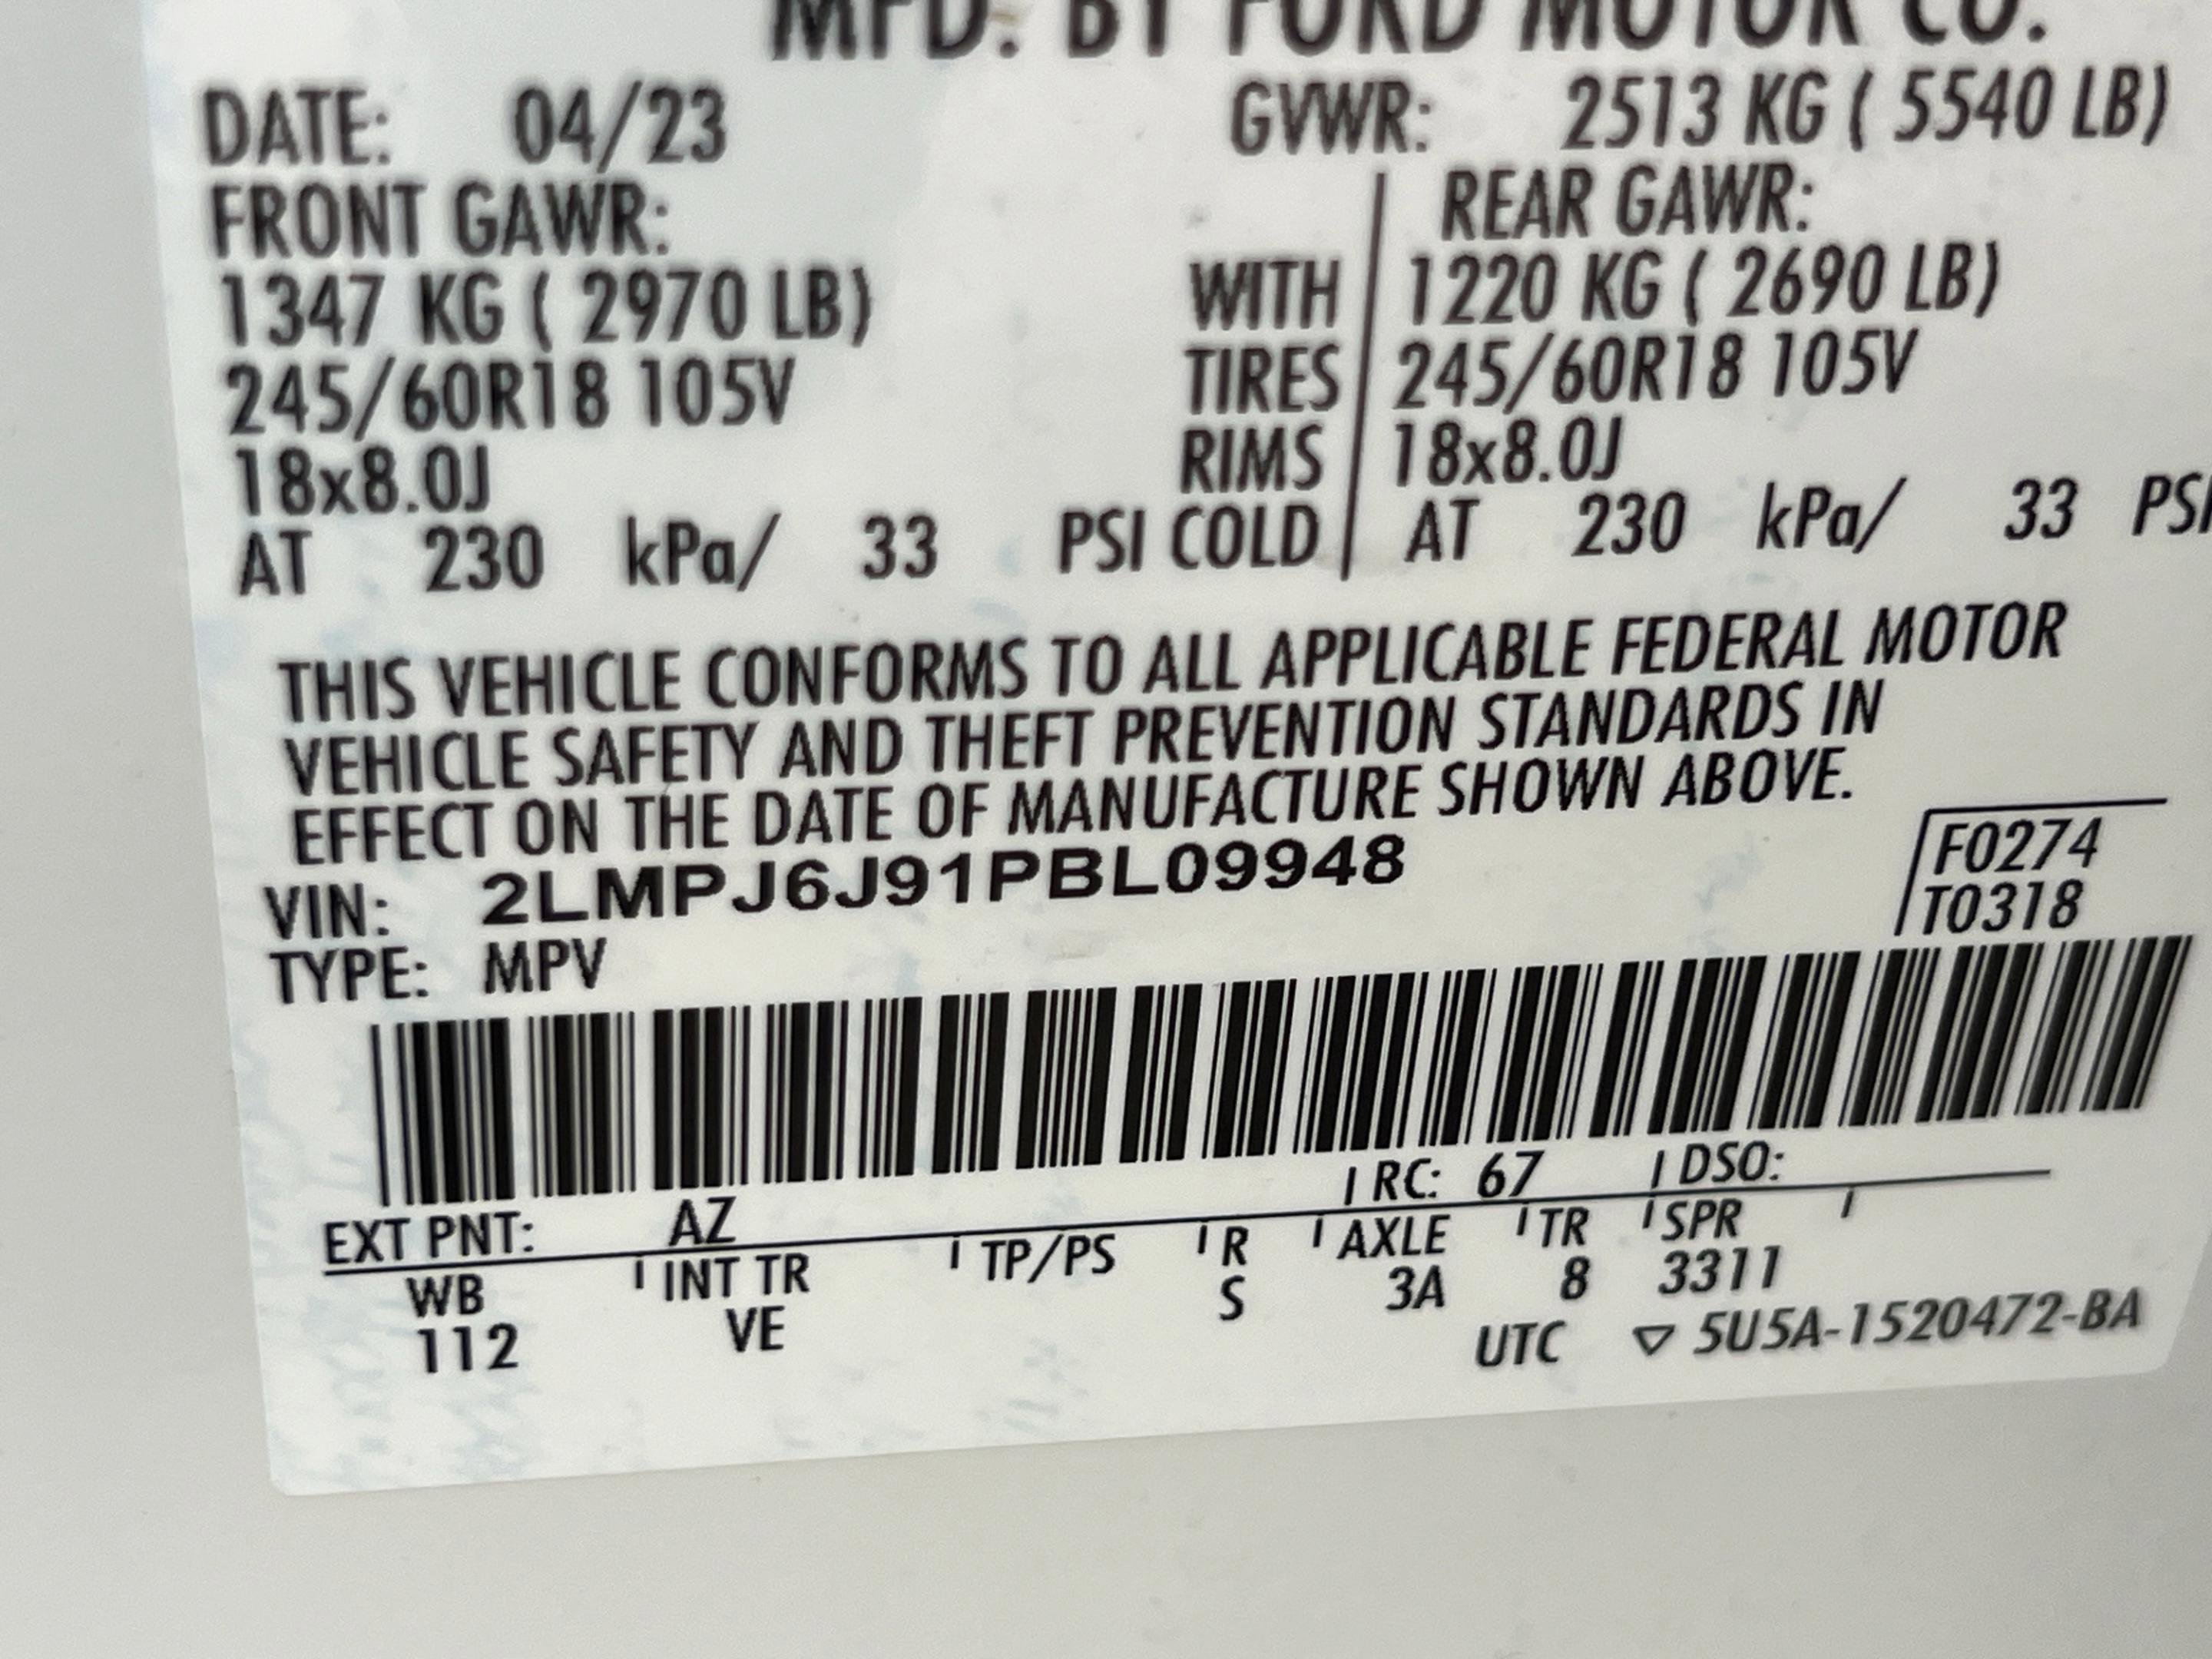 MFD. BY FORD MOTOR CO.
DATE: 04/23 GVWR: 2513 KG ( 5540 LB)
FRONT GAWR: REAR GAWR:
1347 KG ( 2970 LB) WITH 1220 KG ( 2690 LB)
245/60R18 105V TIRES 245/60R18 105V
18x8.0J RIMS 18x8.0J
AT 230 kPa/ 33 PSI COLD AT 230 kPa/ 33 PSI
THIS VEHICLE CONFORMS TO ALL APPLICABLE FEDERAL MOTOR
VEHICLE SAFETY AND THEFT PREVENTION STANDARDS IN
EFFECT ON THE DATE OF MANUFACTURE SHOWN ABOVE.
VIN: 2LMPJ6J91PBL09948 F0274
TYPE: MPV T0318
EXT PNT: AZ RC: 67 DSO:
WB INT TR TP/PS R AXLE TR SPR
112 VE S 3A 8 3311
UTC ▽ 5U5A-1520472-BA